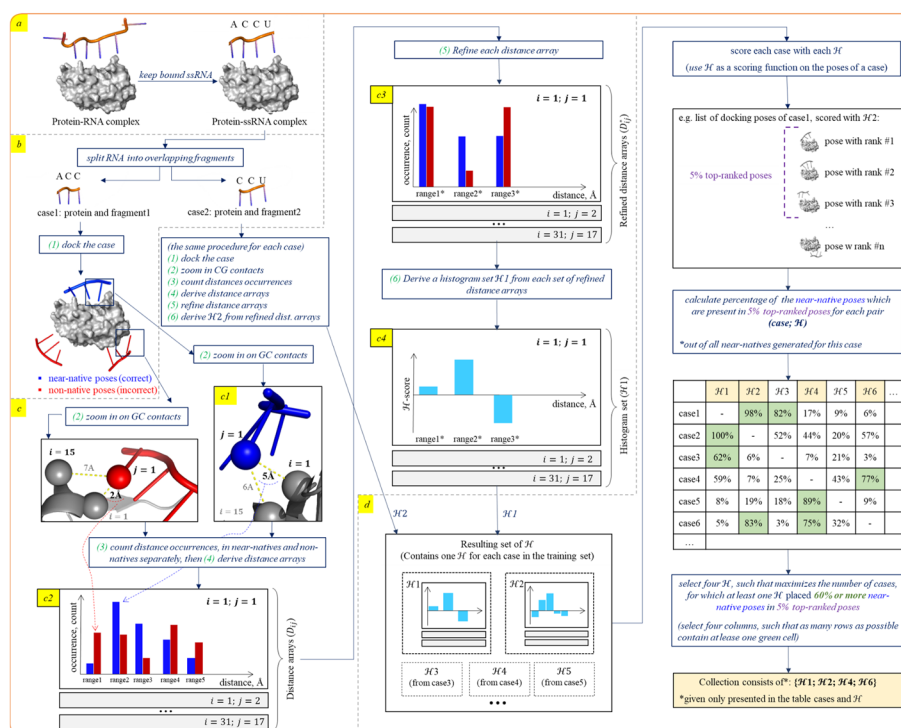 a
A C C U
keep bound ssRNA
Protein-RNA complex
Protein-ssRNA complex
b
split RNA into overlapping fragments
A C C
C C U
case1: protein and fragment1
case2: protein and fragment2
(1) dock the case
(the same procedure for each case)
(1) dock the case
(2) zoom in CG contacts
(3) count distances occurrences
(4) derive distance arrays
(5) refine distance arrays
(6) derive ℋ2 from refined dist. arrays
near-native poses (correct)
non-native poses (incorrect)
(2) zoom in on GC contacts
c
(2) zoom in on GC contacts
i = 15
7Å
j = 1
2Å
i = 1
c1
j = 1
i = 1
5Å
6Å
i = 15
(3) count distance occurrences, in near-natives and non-
natives separately, then (4) derive distance arrays
c2
i = 1; j = 1
occurrence, count
range1 range2 range3 range4 range5
distance, Å
i = 1; j = 2
•••
i = 31; j = 17
Distance arrays (Dij)
(5) Refine each distance array
c3
i = 1; j = 1
occurrence, count
distance, Å
range1* range2* range3*
i = 1; j = 2
•••
i = 31; j = 17
Refined distance arrays (D*ij)
(6) Derive a histogram set ℋ1 from each set of refined
distance arrays
c4
i = 1; j = 1
ℋ-score
distance, Å
range1* range2* range3*
i = 1; j = 2
•••
i = 31; j = 17
Histogram set (ℋ1)
d
ℋ2
ℋ1
Resulting set of ℋ
(Contains one ℋ for each case in the training set)
ℋ1
ℋ2
ℋ3
(from case3)
ℋ4
(from case4)
ℋ5
(from case5)
score each case with each ℋ
(use ℋ as a scoring function on the poses of a case)
e.g. list of docking poses of case1, scored with ℋ2:
pose with rank #1
5% top-ranked poses
pose with rank #2
pose with rank #3
...
pose w rank #n
calculate percentage of the near-native poses which
are present in 5% top-ranked poses for each pair
(case; ℋ)
*out of all near-natives generated for this case
ℋ1 ℋ2 ℋ3 ℋ4 ℋ5 ℋ6 ...
case1 - 98% 82% 17% 9% 6%
case2 100% - 52% 44% 20% 57%
case3 62% 6% - 7% 21% 3%
case4 59% 7% 25% - 43% 77%
case5 8% 19% 18% 89% - 9%
case6 5% 83% 3% 75% 32% -
...
select four ℋ, such that maximizes the number of cases,
for which at least one ℋ placed 60% or more near-
native poses in 5% top-ranked poses
(select four columns, such that as many rows as possible
contain at least one green cell)
Collection consists of*: {ℋ1; ℋ2; ℋ4; ℋ6}
*given only presented in the table cases and ℋ